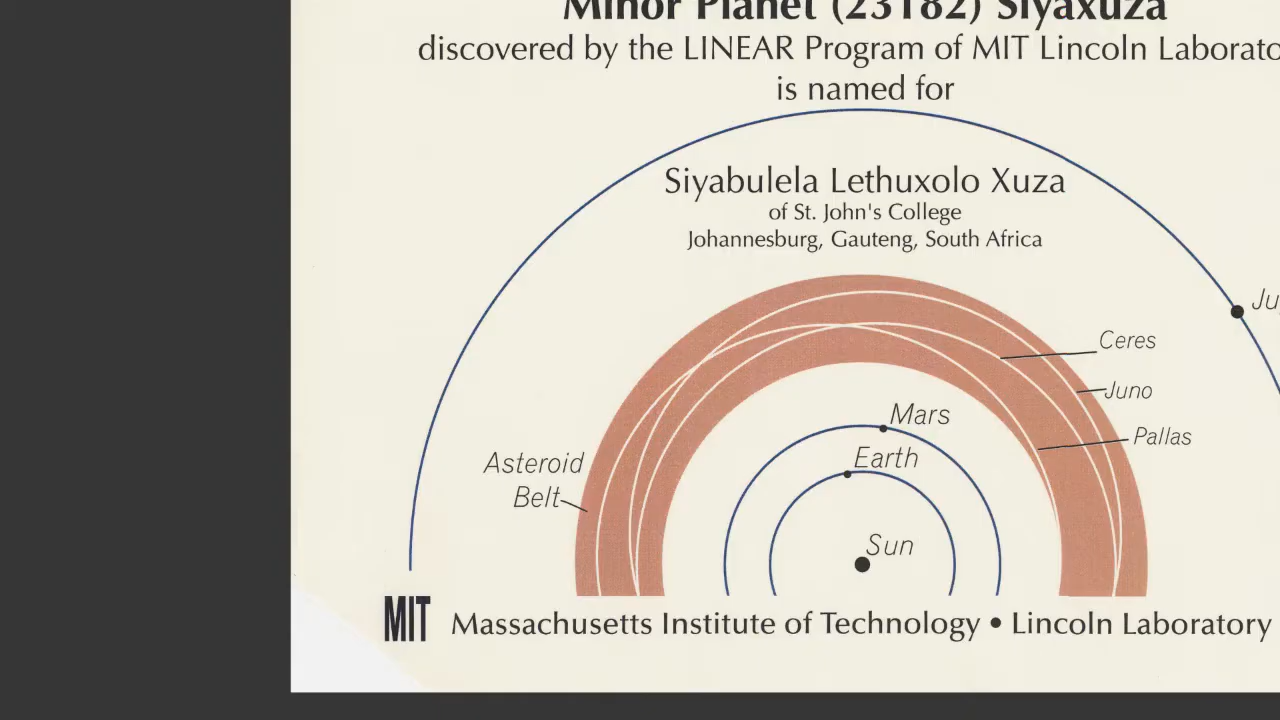 Minor Planet (23182) Siyaxuza
discovered by the LINEAR Program of MIT Lincoln
is named for
Siyabulela Lethuxolo Xuza
of St. John's College
Johannesburg, Gauteng, South Africa
Ceres
Juno
Mars
Pallas
Earth
Asteroid
Belt
Sun
MIT Massachusetts Institute of Technology • Lincoln Laboratory